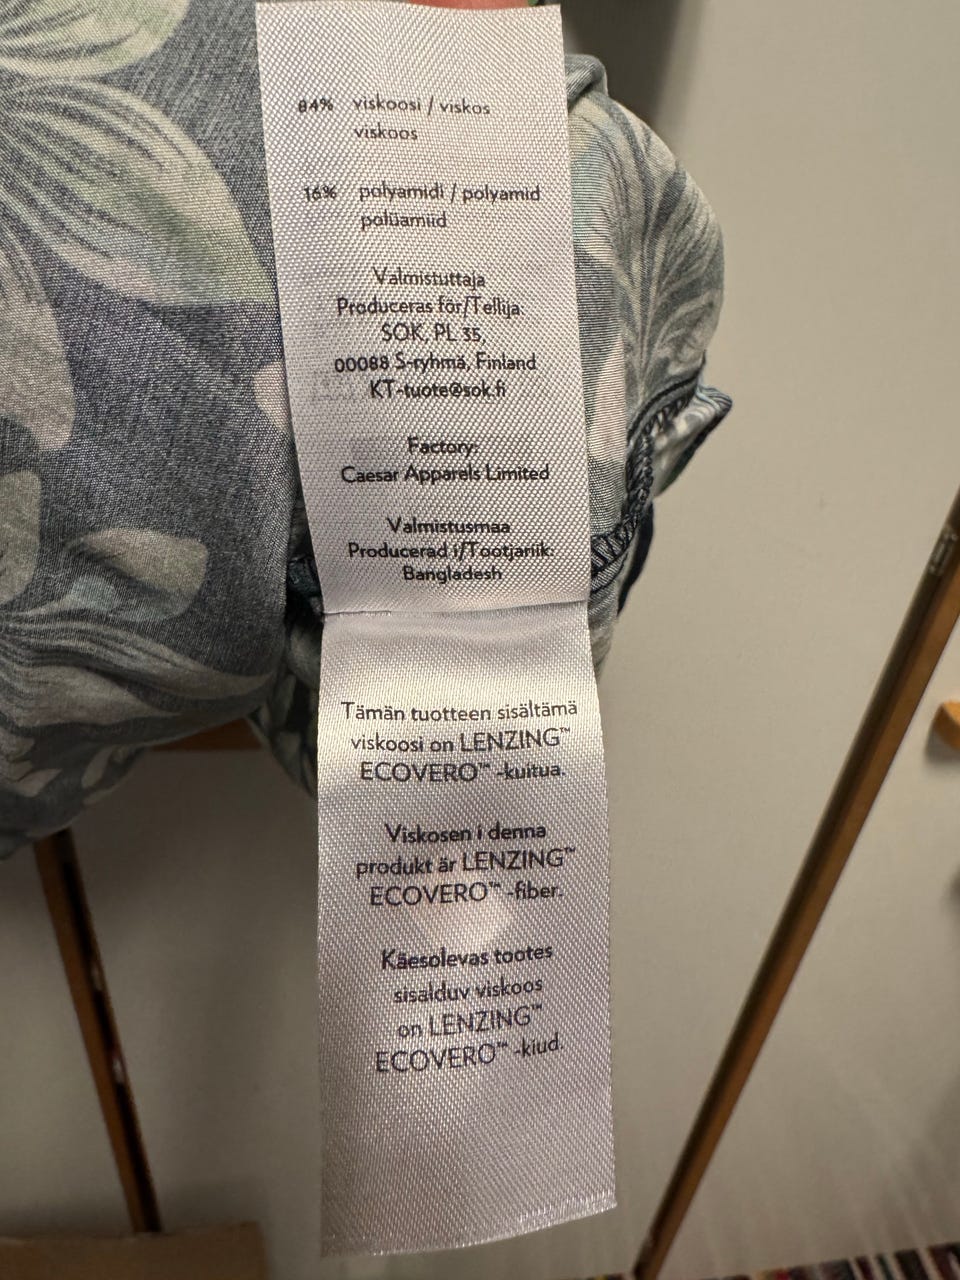 84% viskoosi / viskos
viskoos
16% polyamidi / polyamid
polüamiid
Valmistuttaja
Produceras för/Tellija:
SOK, PL 35,
00088 S-ryhmä, Finland
KT-tuote@sok.fi
Factory:
Caesar Apparels Limited
Valmistusmaa
Producerad i/Tootjariik:
Bangladesh
Tämän tuotteen sisältämä
viskoosi on LENZING™
ECOVERO™ -kuitua.
Viskosen i denna
produkt är LENZING™
ECOVERO™ -fiber.
Käesolevas tootes
sisalduv viskoos
on LENZING™
ECOVERO™ -kiud.